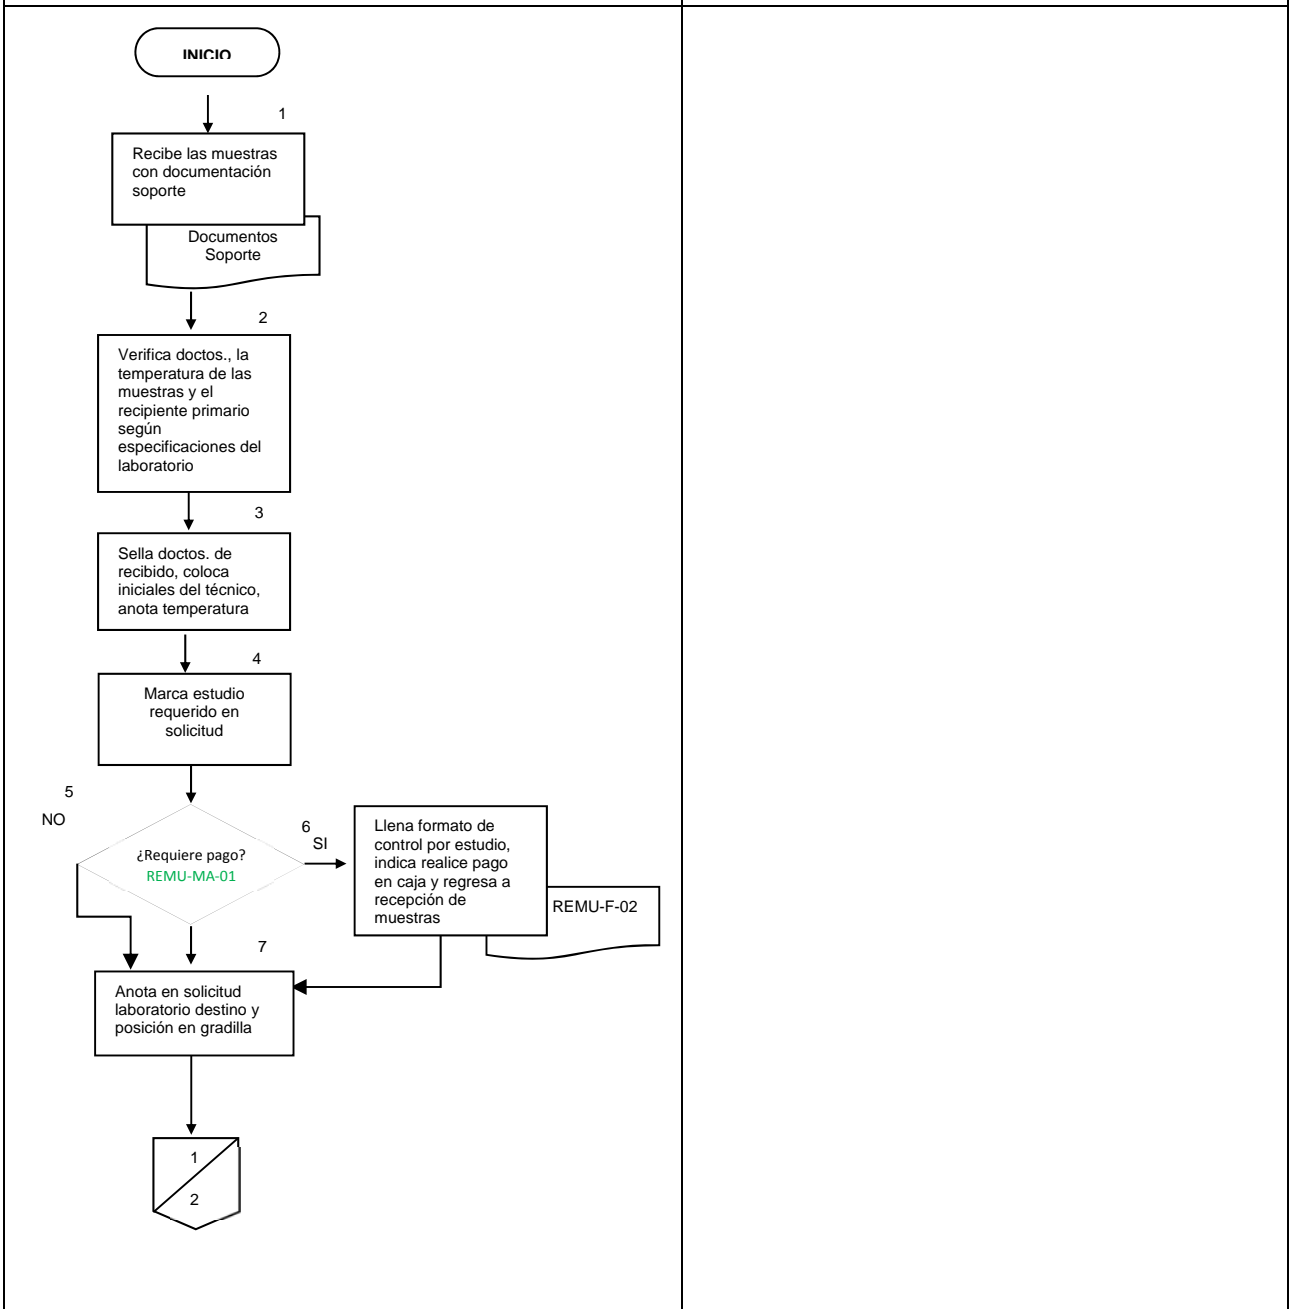 INICIO
1
Recibe las muestras
con documentación
soporte
Documentos
Soporte
2
Verifica doctos., la
temperatura de las
muestras y el
recipiente primario
según
especificaciones del
laboratorio
3
Sella doctos. de
recibido, coloca
iniciales del técnico,
anota temperatura
4
Marca estudio
requerido en
solicitud
5
NO
¿Requiere pago?
REMU-MA-01
6
SI
Llena formato de
control por estudio,
indica realice pago
en caja y regresa a
recepción de
muestras
REMU-F-02
7
Anota en solicitud
laboratorio destino y
posición en gradilla
1
2